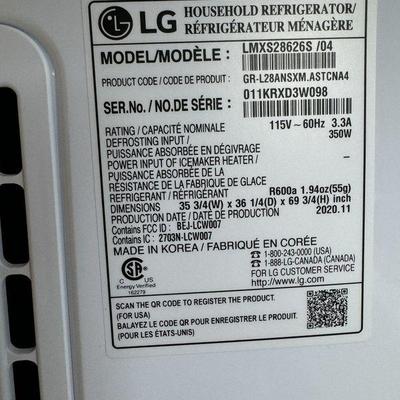 LG HOUSEHOLD REFRIGERATOR/
RÉFRIGÉRATEUR MÉNAGÈRE
MODEL/MODÈLE : LMXS28626S /04
PRODUCT CODE / CODE DE PRODUIT : GR-L28ANSXM.ASTCNA4
SER.No/ / NO.DE SÉRIE : 011KRXD3W098
RATING / CAPACITÉ NOMINALE 115V~60Hz 3.3A
DEFROSTING INPUT / 350W
PUISSANCE ABSORBÉE EN DÉGIVRAGE
POWER INPUT OF ICEMAKER HEATER / –
PUISSANCE ABSORBÉE DE LA
RÉSISTANCE DE LA FABRIQUE DE GLACE
REFRIGERANT / RÉFRIGÉRANT R600a 1.94oz(55g)
DIMENSIONS 35 3/4(W) x 36 1/4(D) x 69 3/4(H) inch
PRODUCTION DATE / DATE DE PRODUCTION 2020.11
Contains FCC ID : BEJ-LCW007
Contains IC : 2703N-LCW007
MADE IN KOREA / FABRIQUÉ EN CORÉE
1-800-243-0000 (USA)
1-888-LG-CANADA (CANADA)
FOR LG CUSTOMER SERVICE
http://www.lg.com
C US
Energy Verified
162279
SCAN THE QR CODE TO REGISTER YOUR PRODUCT.
(FOR USA)
BALAYEZ LE CODE QR POUR ENREGISTRER VOTRE PRODUIT.
(POUR LES ÉTATS-UNIS)